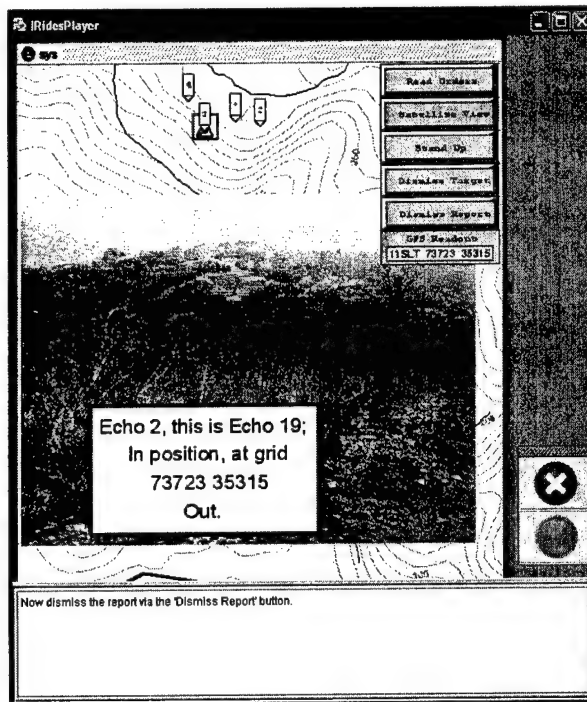 iRidesPlayer
sys
Read Orders
Satellite View
Stand Up
Dismiss Target
Dismiss Report
GPS Readout
11SLT 73723 35315
Echo 2, this is Echo 19;
In position, at grid
73723 35315
Out.
Now dismiss the report via the 'Dismiss Report' button.